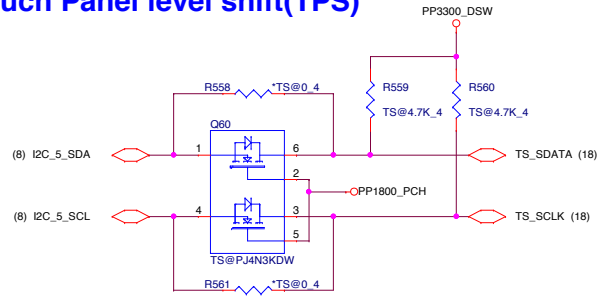 uch Panel level shift(TPS)
PP3300_DSW
R558 *TS@0_4
R559
TS@4.7K_4
R560
TS@4.7K_4
Q60
(8) I2C_5_SDA
1
6
TS_SDATA (18)
2
PP1800_PCH
(8) I2C_5_SCL
4
3
TS_SCLK (18)
5
TS@PJ4N3KDW
R561 *TS@0_4